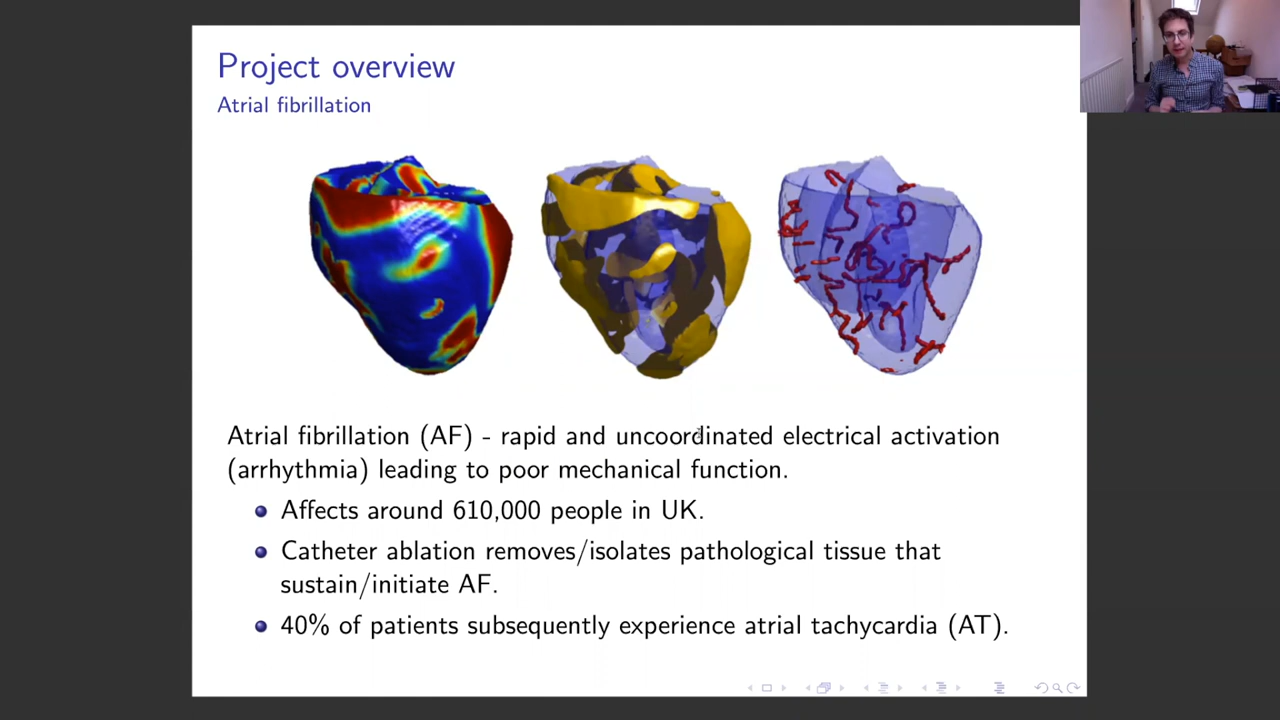 Project overview
Atrial fibrillation
Atrial fibrillation (AF) - rapid and uncoordinated electrical activation
(arrhythmia) leading to poor mechanical function.
Affects around 610,000 people in UK.
Catheter ablation removes/isolates pathological tissue that
sustain/initiate AF.
40% of patients subsequently experience atrial tachycardia (AT).